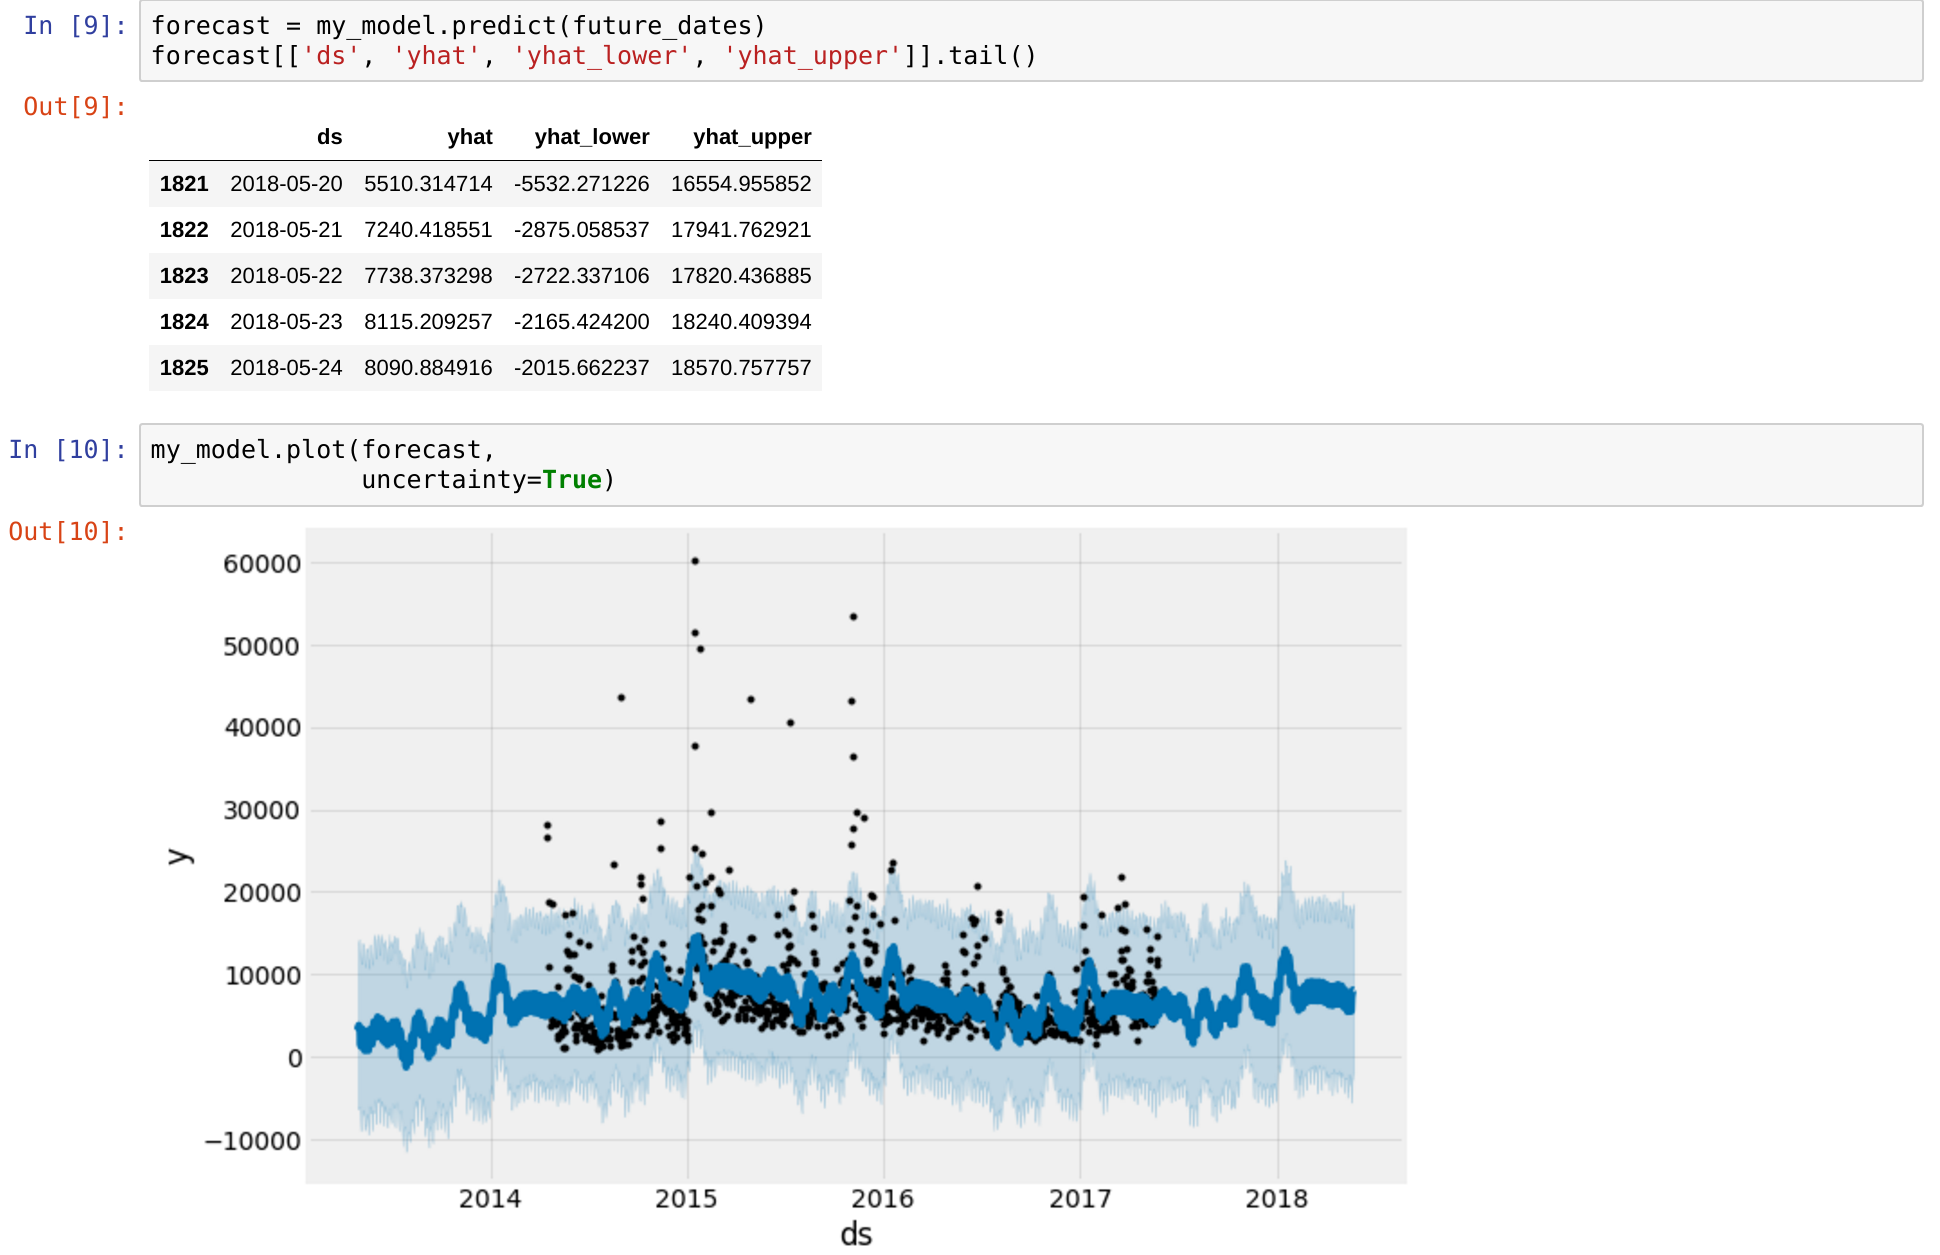 In [9]: forecast = my_model.predict(future_dates)
forecast[['ds', 'yhat', 'yhat_lower', 'yhat_upper']].tail()
Out[9]:
ds yhat yhat_lower yhat_upper
1821 2018-05-20 5510.314714 -5532.271226 16554.955852
1822 2018-05-21 7240.418551 -2875.058537 17941.762921
1823 2018-05-22 7738.373298 -2722.337106 17820.436885
1824 2018-05-23 8115.209257 -2165.424200 18240.409394
1825 2018-05-24 8090.884916 -2015.662237 18570.757757
In [10]: my_model.plot(forecast,
uncertainty=True)
Out[10]:
60000
50000
40000
30000
y
20000
10000
0
−10000
2014 2015 2016 2017 2018
ds